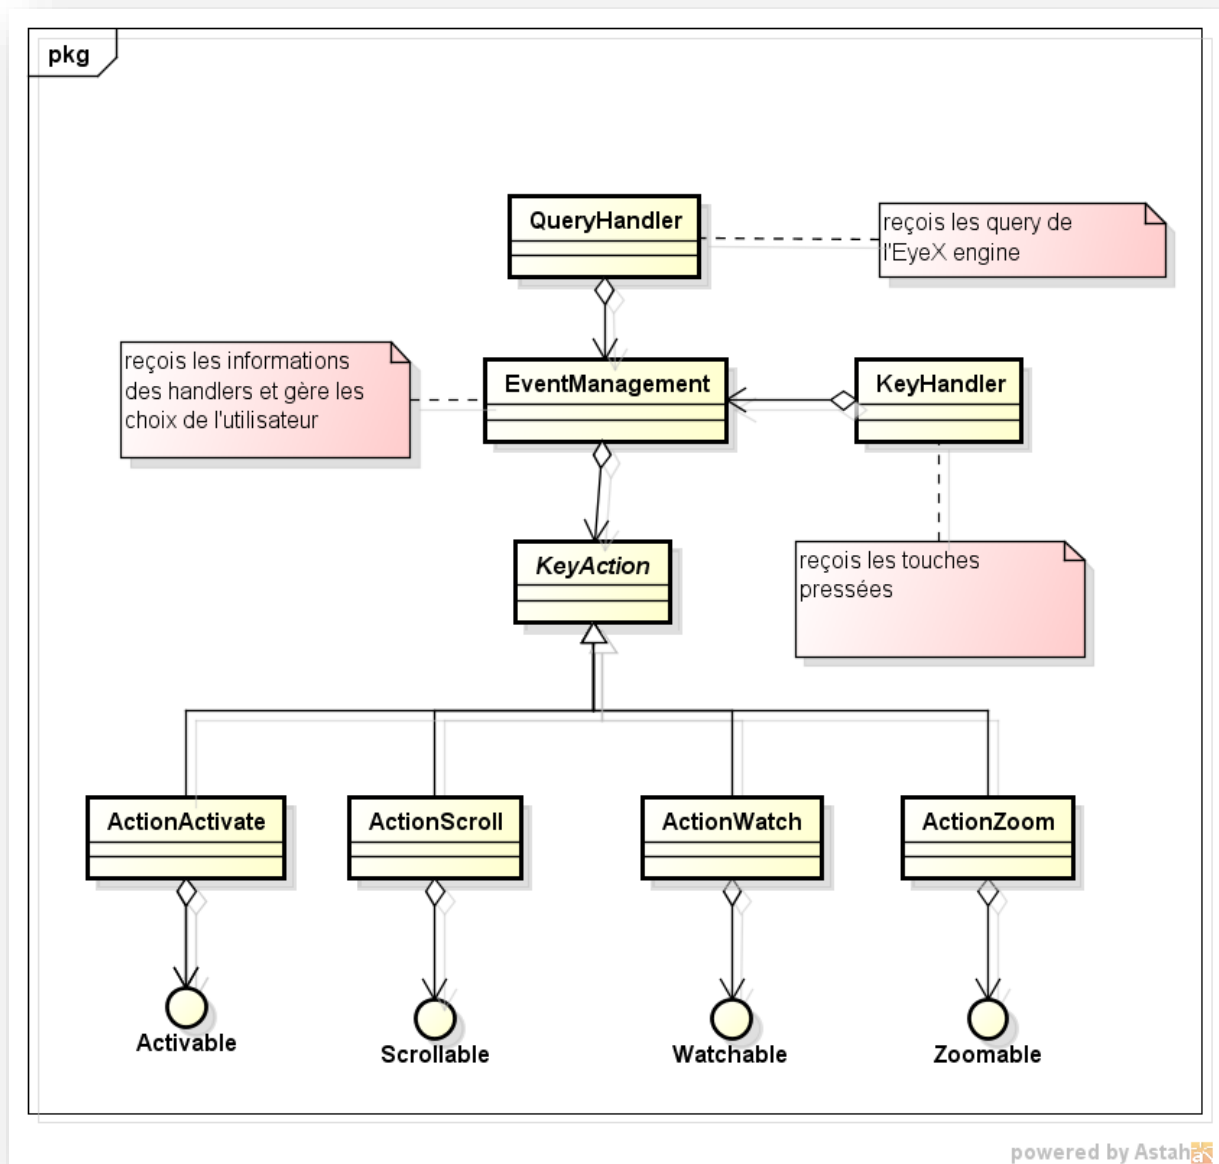 pkg
QueryHandler
reçois les query de
l'EyeX engine
reçois les informations
des handlers et gère les
choix de l'utilisateur
EventManagement
KeyHandler
KeyAction
reçois les touches
pressées
ActionActivate
ActionScroll
ActionWatch
ActionZoom
Activable
Scrollable
Watchable
Zoomable
powered by Astah